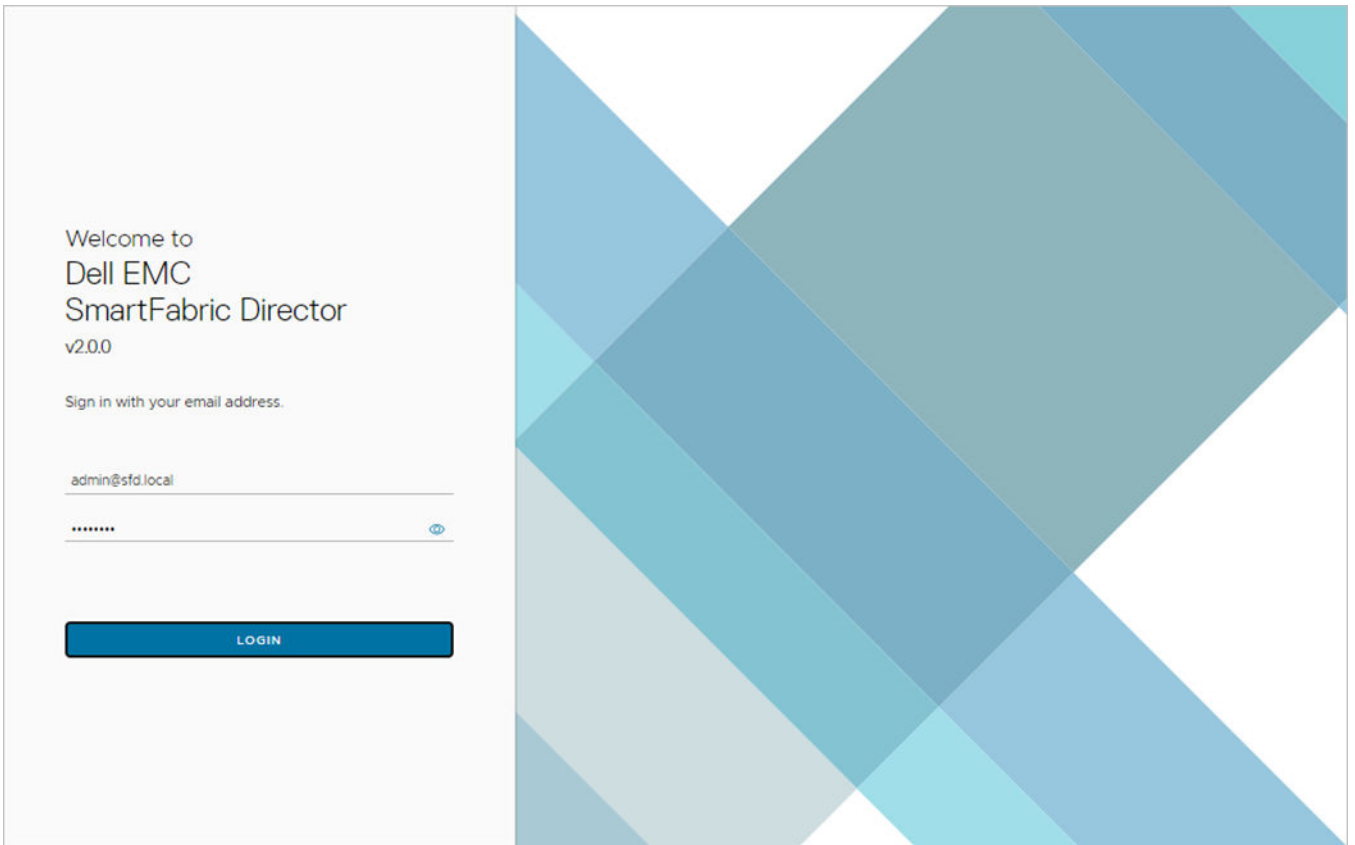 Welcome to
Dell EMC
SmartFabric Director
v2.0.0
Sign in with your email address.
admin@sfd.local
••••••••
LOGIN